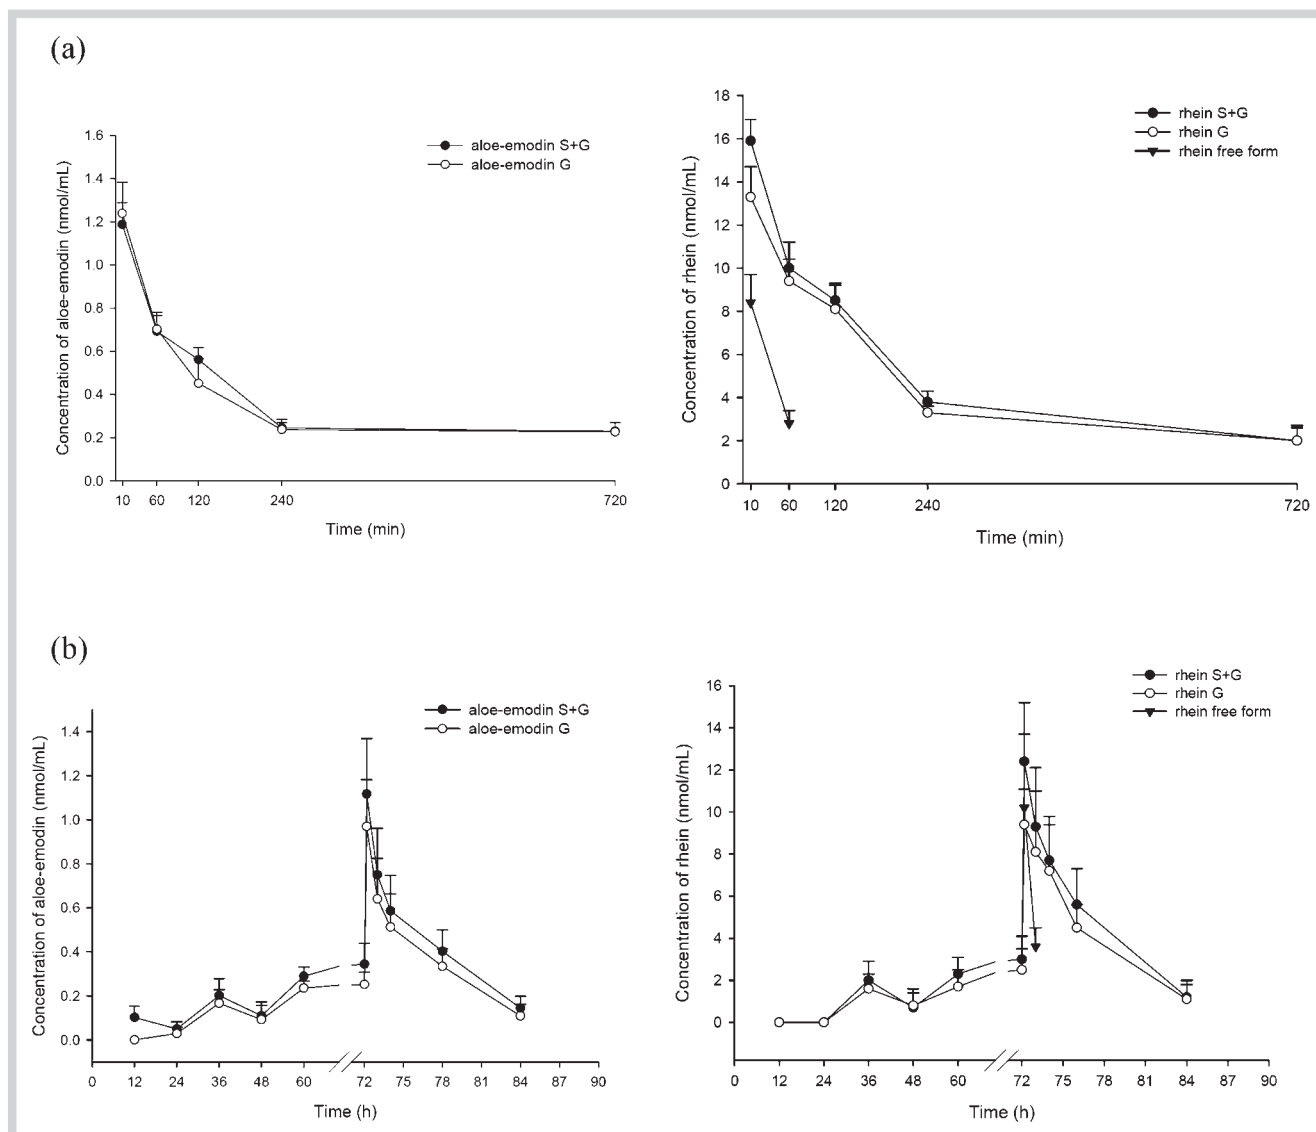 (a)
aloe-emodin S+G
aloe-emodin G
Concentration of aloe-emodin (nmol/mL)
1.6
1.4
1.2
1.0
0.8
0.6
0.4
0.2
0.0
10 60 120 240 720
Time (min)
rhein S+G
rhein G
rhein free form
Concentration of rhein (nmol/mL)
18
16
14
12
10
8
6
4
2
0
10 60 120 240 720
Time (min)
(b)
aloe-emodin S+G
aloe-emodin G
Concentration of aloe-emodin (nmol/mL)
1.4
1.2
1.0
0.8
0.6
0.4
0.2
0.0
0 12 24 36 48 60 72 75 78 81 84 87 90
Time (h)
rhein S+G
rhein G
rhein free form
Concentration of rhein (nmol/mL)
16
14
12
10
8
6
4
2
0
0 12 24 36 48 60 72 75 78 81 84 87 90
Time (h)